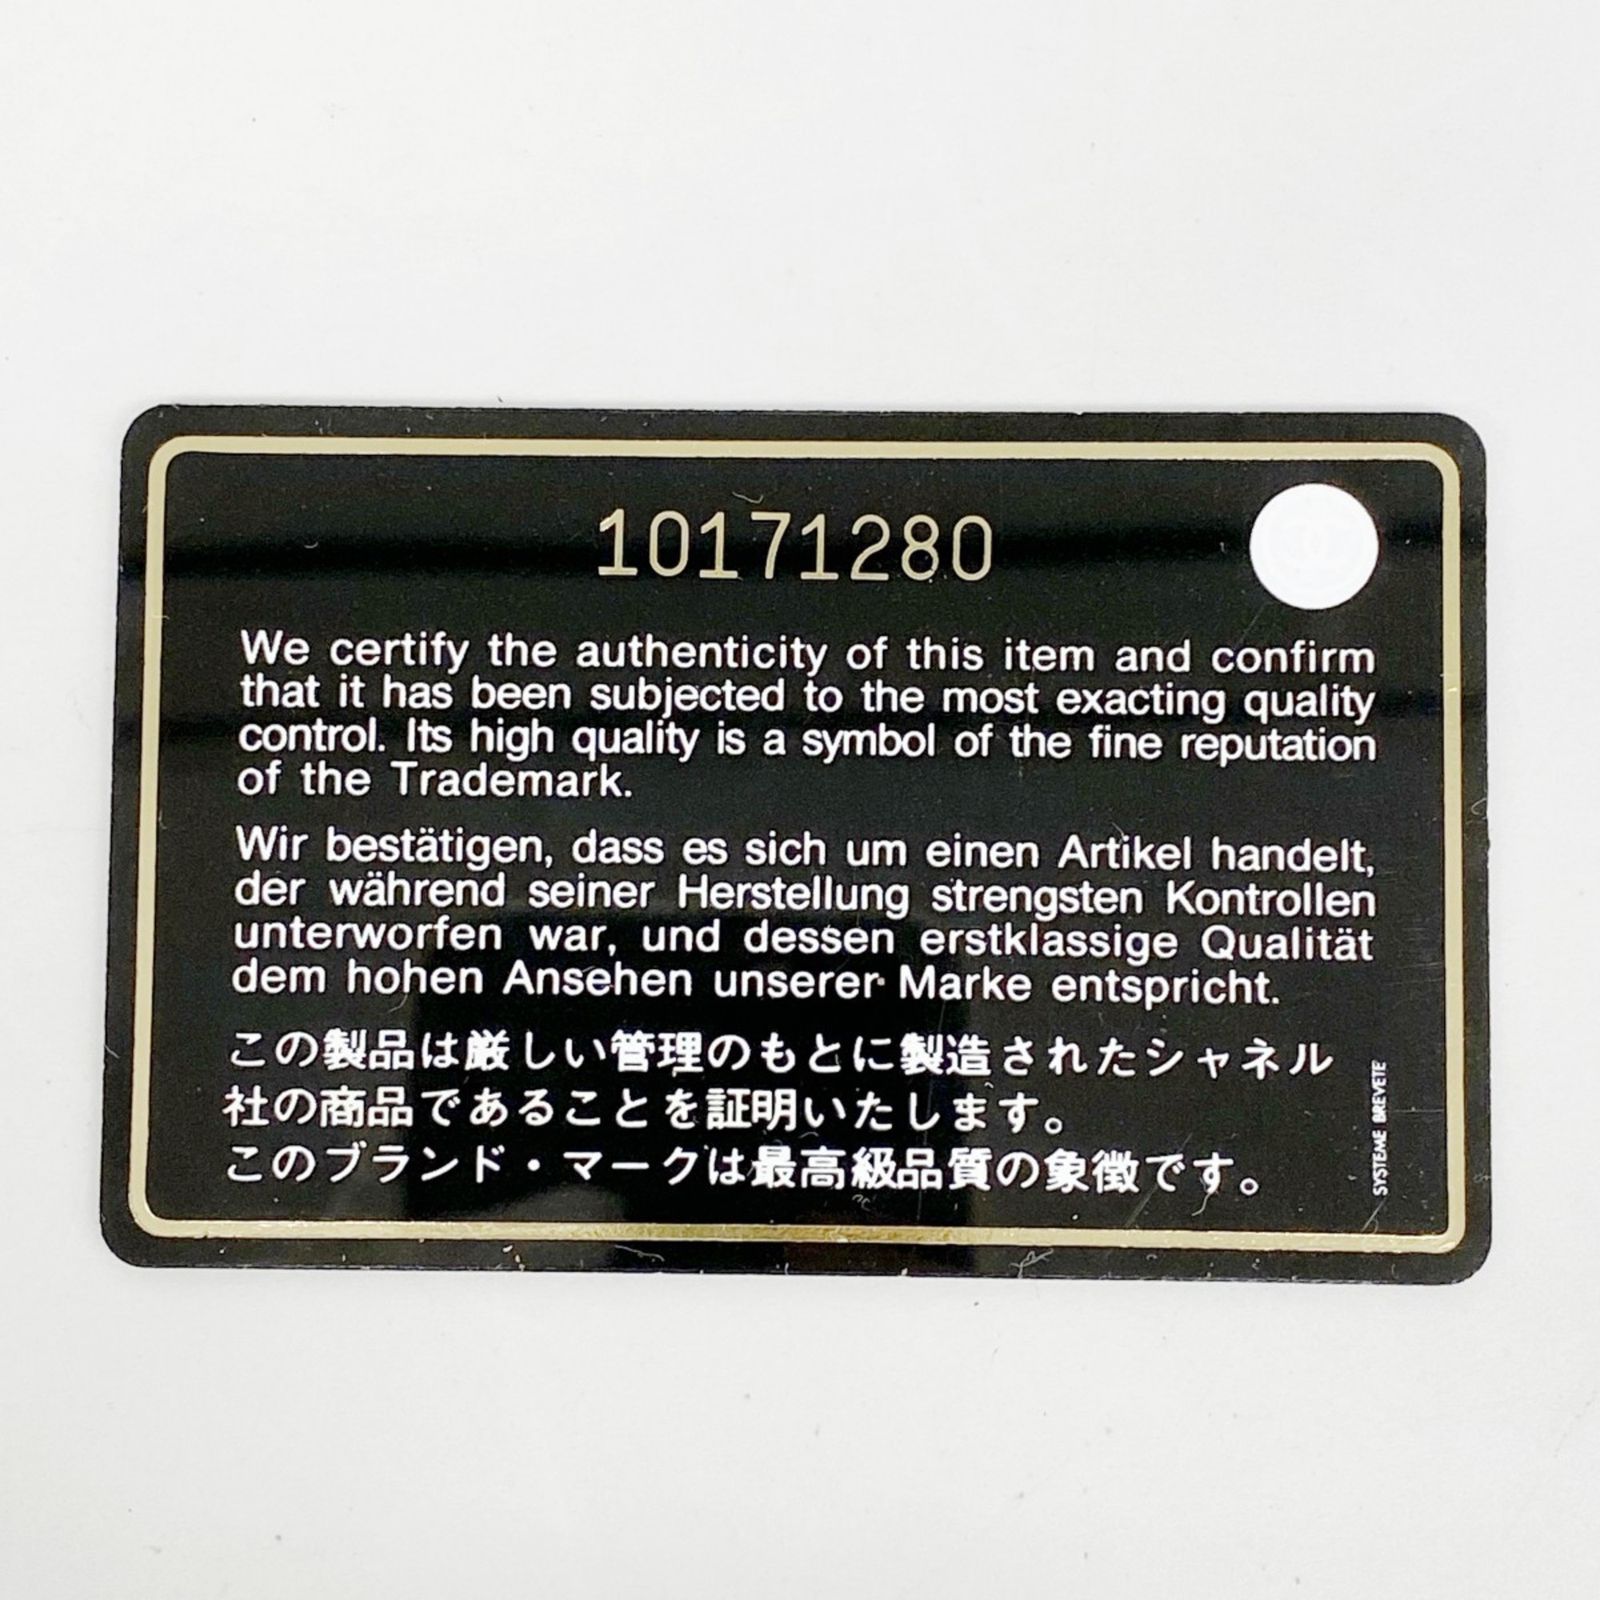 10171280
We certify the authenticity of this item and confirm
that it has been subjected to the most exacting quality
control. Its high quality is a symbol of the fine reputation
of the Trademark.
Wir bestätigen, dass es sich um einen Artikel handelt,
der während seiner Herstellung strengsten Kontrollen
unterworfen war, und dessen erstklassige Qualität
dem hohen Ansehen unserer Marke entspricht.
この製品は厳しい管理のもとに製造されたシャネル
社の商品であることを証明いたします。
このブランド・マークは最高級品質の象徴です。
SYSTEME BREVETE